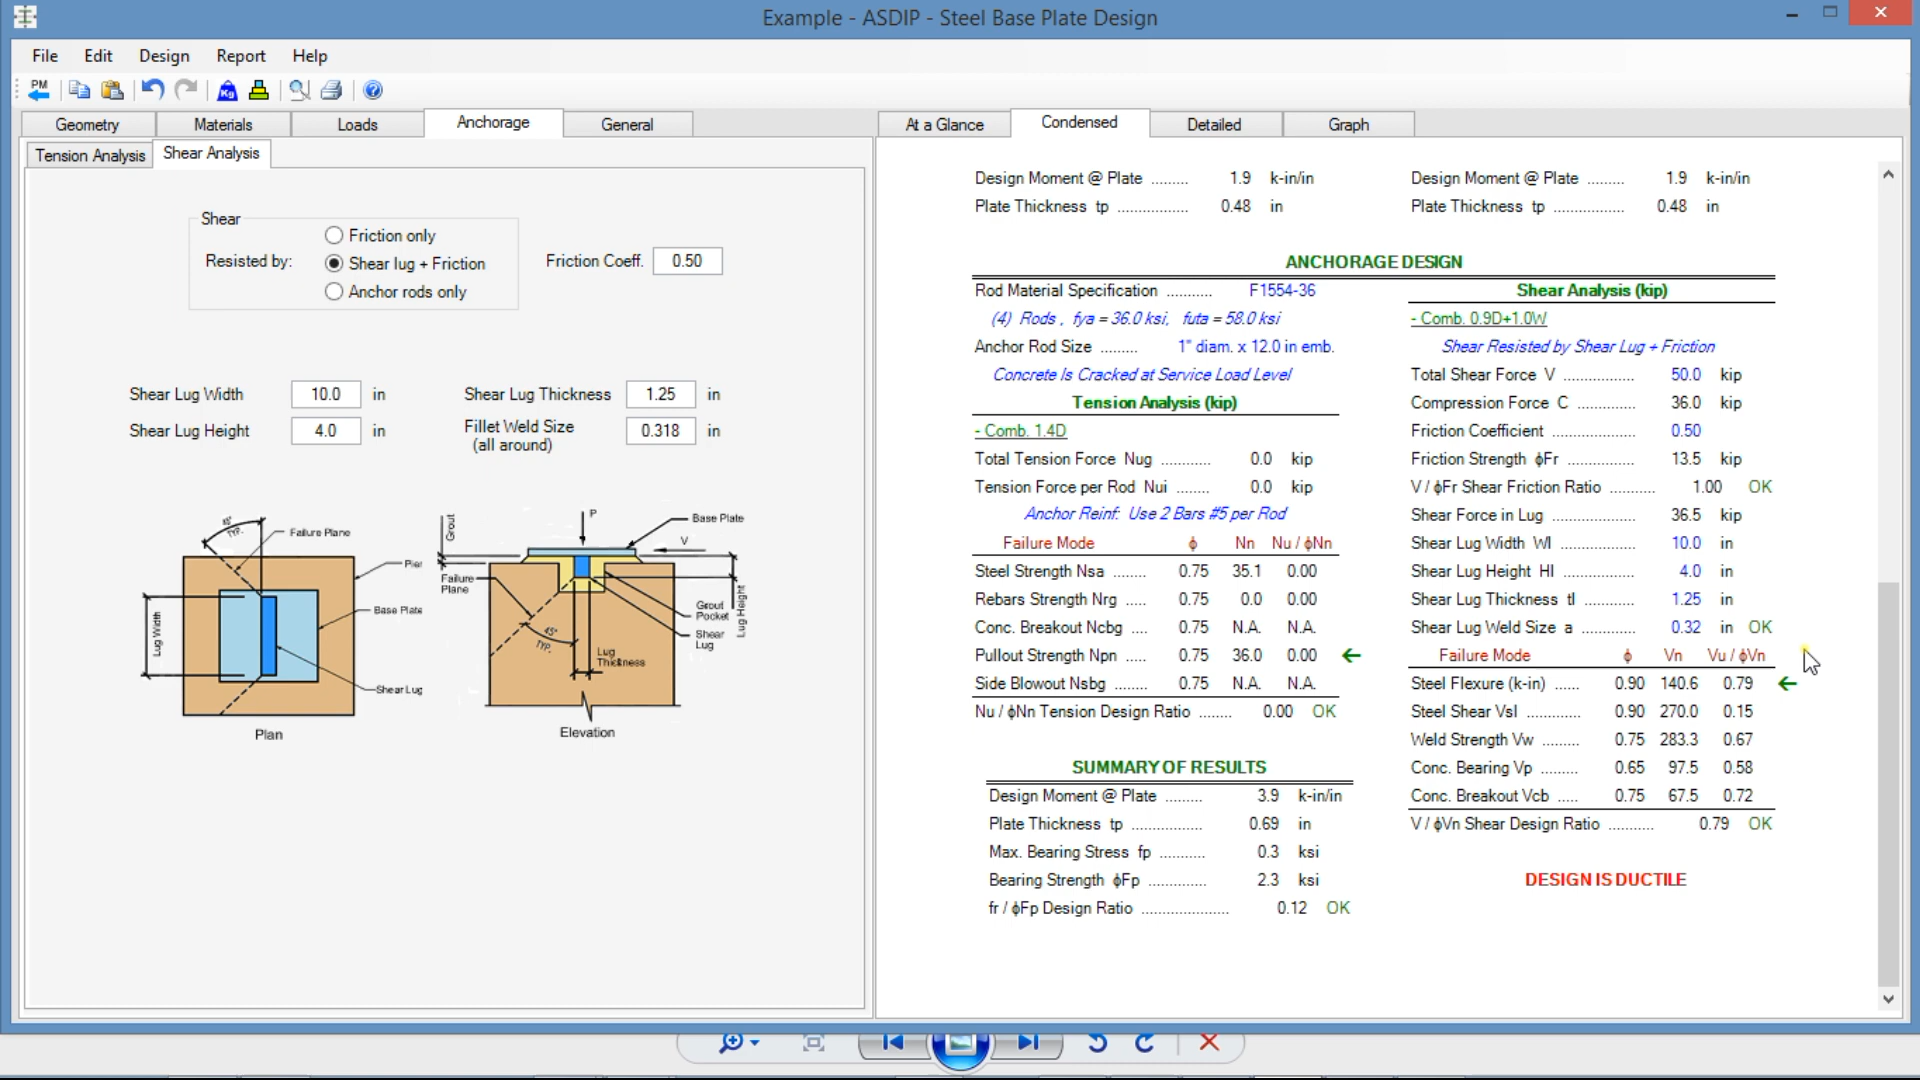 Example - ASDIP - Steel Base Plate Design
File Edit Design Report Help
PM
Kg
Geometry Materials Loads Anchorage General
Tension Analysis Shear Analysis
Shear
Resisted by:
Friction only
Shear lug + Friction
Anchor rods only
Friction Coeff. 0.50
Shear Lug Width 10.0 in
Shear Lug Thickness 1.25 in
Shear Lug Height 4.0 in
Fillet Weld Size 0.318 in
(all around)
45°
TYP.
Failure Plane
Pier
Base Plate
Lug Width
Shear Lug
Plan
Grout
P
Base Plate
V
Failure
Plane
Lug Height
Grout
Pocket
Shear
Lug
45°
TYP.
Lug
Thickness
Elevation
At a Glance Condensed Detailed Graph
Design Moment @ Plate ........ 1.9 k-in/in
Plate Thickness tp ................ 0.48 in
Design Moment @ Plate ........ 1.9 k-in/in
Plate Thickness tp ................ 0.48 in
ANCHORAGE DESIGN
Rod Material Specification ........... F1554-36
(4) Rods , fya = 36.0 ksi, futa = 58.0 ksi
Anchor Rod Size ........ 1" diam. x 12.0 in emb.
Concrete Is Cracked at Service Load Level
Tension Analysis (kip)
- Comb. 1.4D
Total Tension Force Nug ........... 0.0 kip
Tension Force per Rod Nui ....... 0.0 kip
Anchor Reinf: Use 2 Bars #5 per Rod
Failure Mode ϕ Nn Nu / ϕNn
Steel Strength Nsa ....... 0.75 35.1 0.00
Rebars Strength Nrg ..... 0.75 0.0 0.00
Conc. Breakout Ncbg .... 0.75 N.A. N.A.
Pullout Strength Npn ..... 0.75 36.0 0.00
Side Blowout Nsbg ........ 0.75 N.A. N.A.
Nu / ϕNn Tension Design Ratio ....... 0.00 OK
SUMMARY OF RESULTS
Design Moment @ Plate ........ 3.9 k-in/in
Plate Thickness tp ................ 0.69 in
Max. Bearing Stress fp ........... 0.3 ksi
Bearing Strength ϕFp ............. 2.3 ksi
fr / ϕFp Design Ratio ..................... 0.12 OK
Shear Analysis (kip)
- Comb. 0.9D+1.0W
Shear Resisted by Shear Lug + Friction
Total Shear Force V ................. 50.0 kip
Compression Force C ............. 36.0 kip
Friction Coefficient ..................... 0.50
Friction Strength ϕFr ................ 13.5 kip
V / ϕFr Shear Friction Ratio ........... 1.00 OK
Shear Force in Lug .................... 36.5 kip
Shear Lug Width Wl .................. 10.0 in
Shear Lug Height Hl ................. 4.0 in
Shear Lug Thickness tl ............. 1.25 in
Shear Lug Weld Size a ............. 0.32 in OK
Failure Mode ϕ Vn Vu / ϕVn
Steel Flexure (k-in) ...... 0.90 140.6 0.79
Steel Shear Vsl ............. 0.90 270.0 0.15
Weld Strength Vw ......... 0.75 283.3 0.67
Conc. Bearing Vp ......... 0.65 97.5 0.58
Conc. Breakout Vcb ..... 0.75 67.5 0.72
V / ϕVn Shear Design Ratio ........... 0.79 OK
DESIGN IS DUCTILE